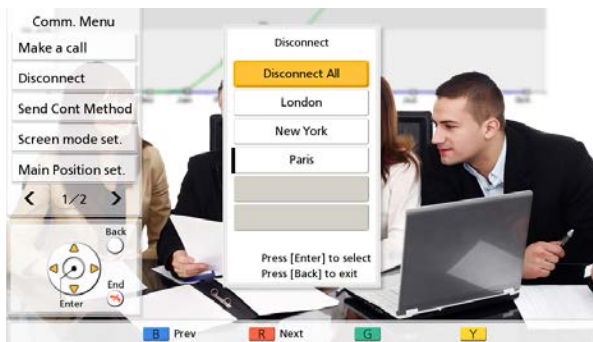 Comm. Menu
Make a call
Disconnect
Send Cont Method
Screen mode set.
Main Position set.
1/2
Back
End
Enter
Disconnect
Disconnect All
London
New York
Paris
Press [Enter] to select
Press [Back] to exit
B Prev R Next G Y